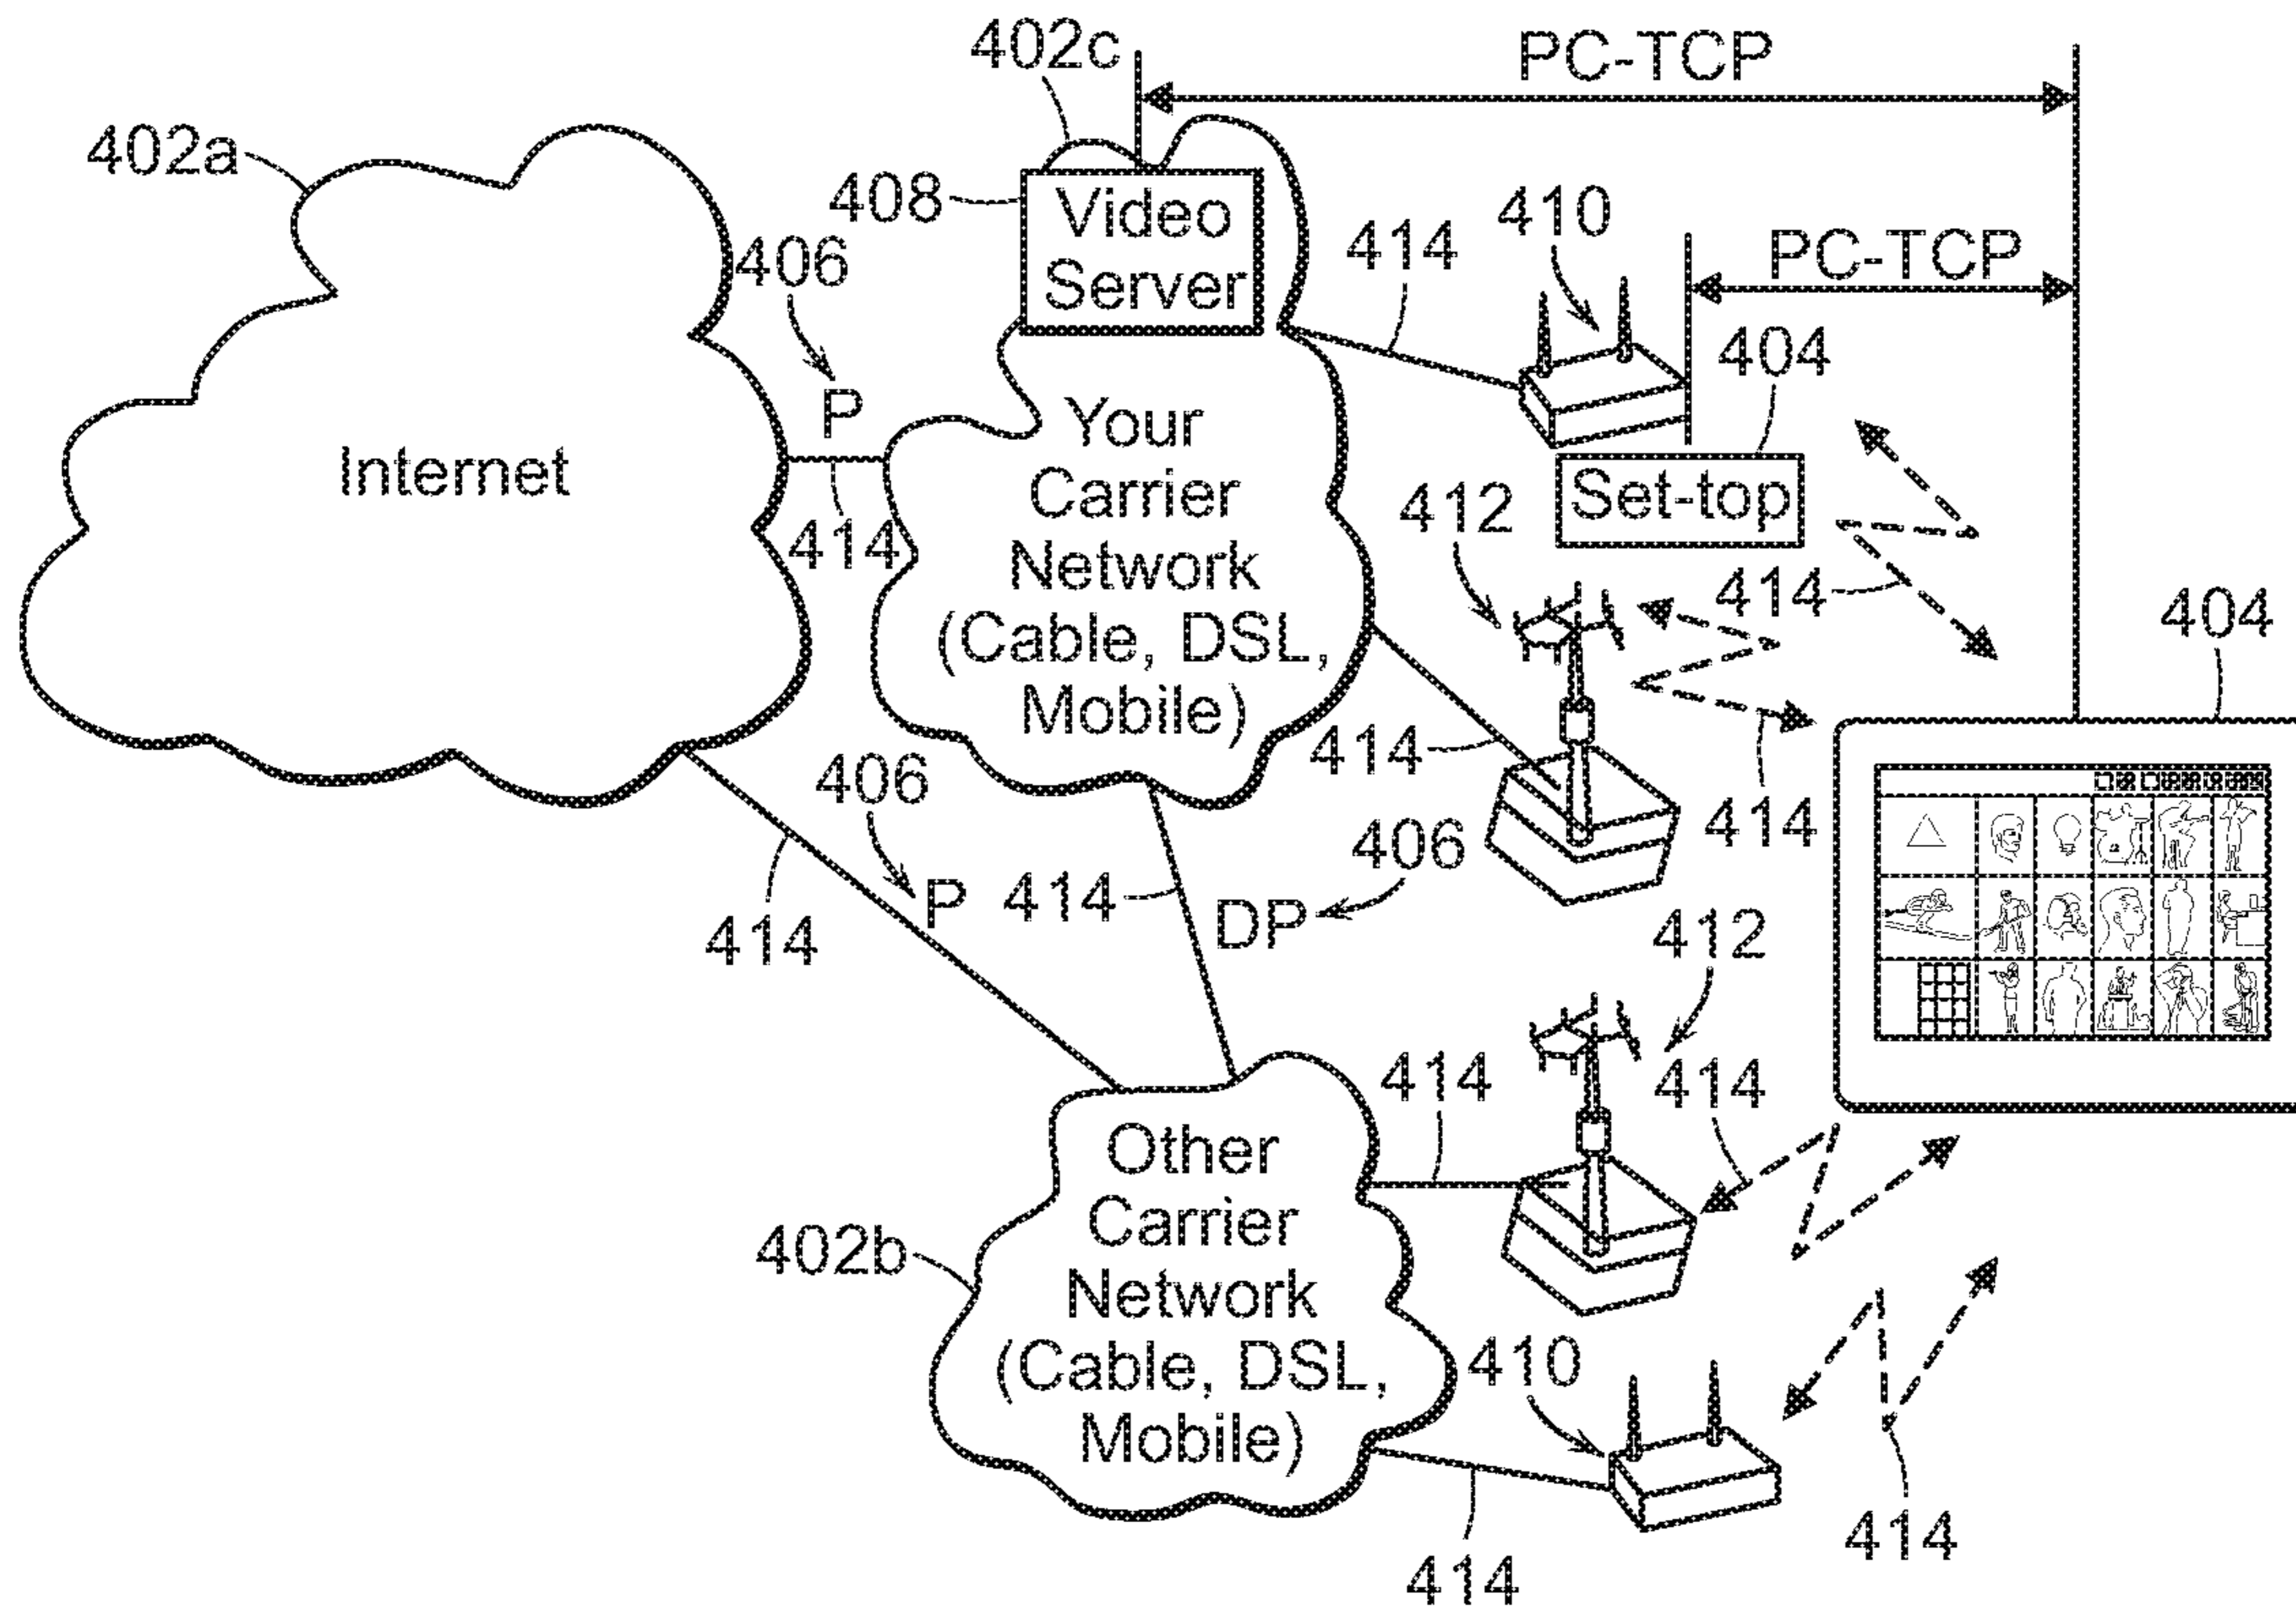 402c
PC-TCP
402a
408
Video
Server
410
414
406
PC-TCP
404
P
Your
Carrier
Network
(Cable, DSL,
Mobile)
Internet
414
412
Set-top
414
404
414
414
406
P
414
414
DP
406
412
414
414
Other
Carrier
Network
(Cable, DSL,
Mobile)
402b
410
414
414